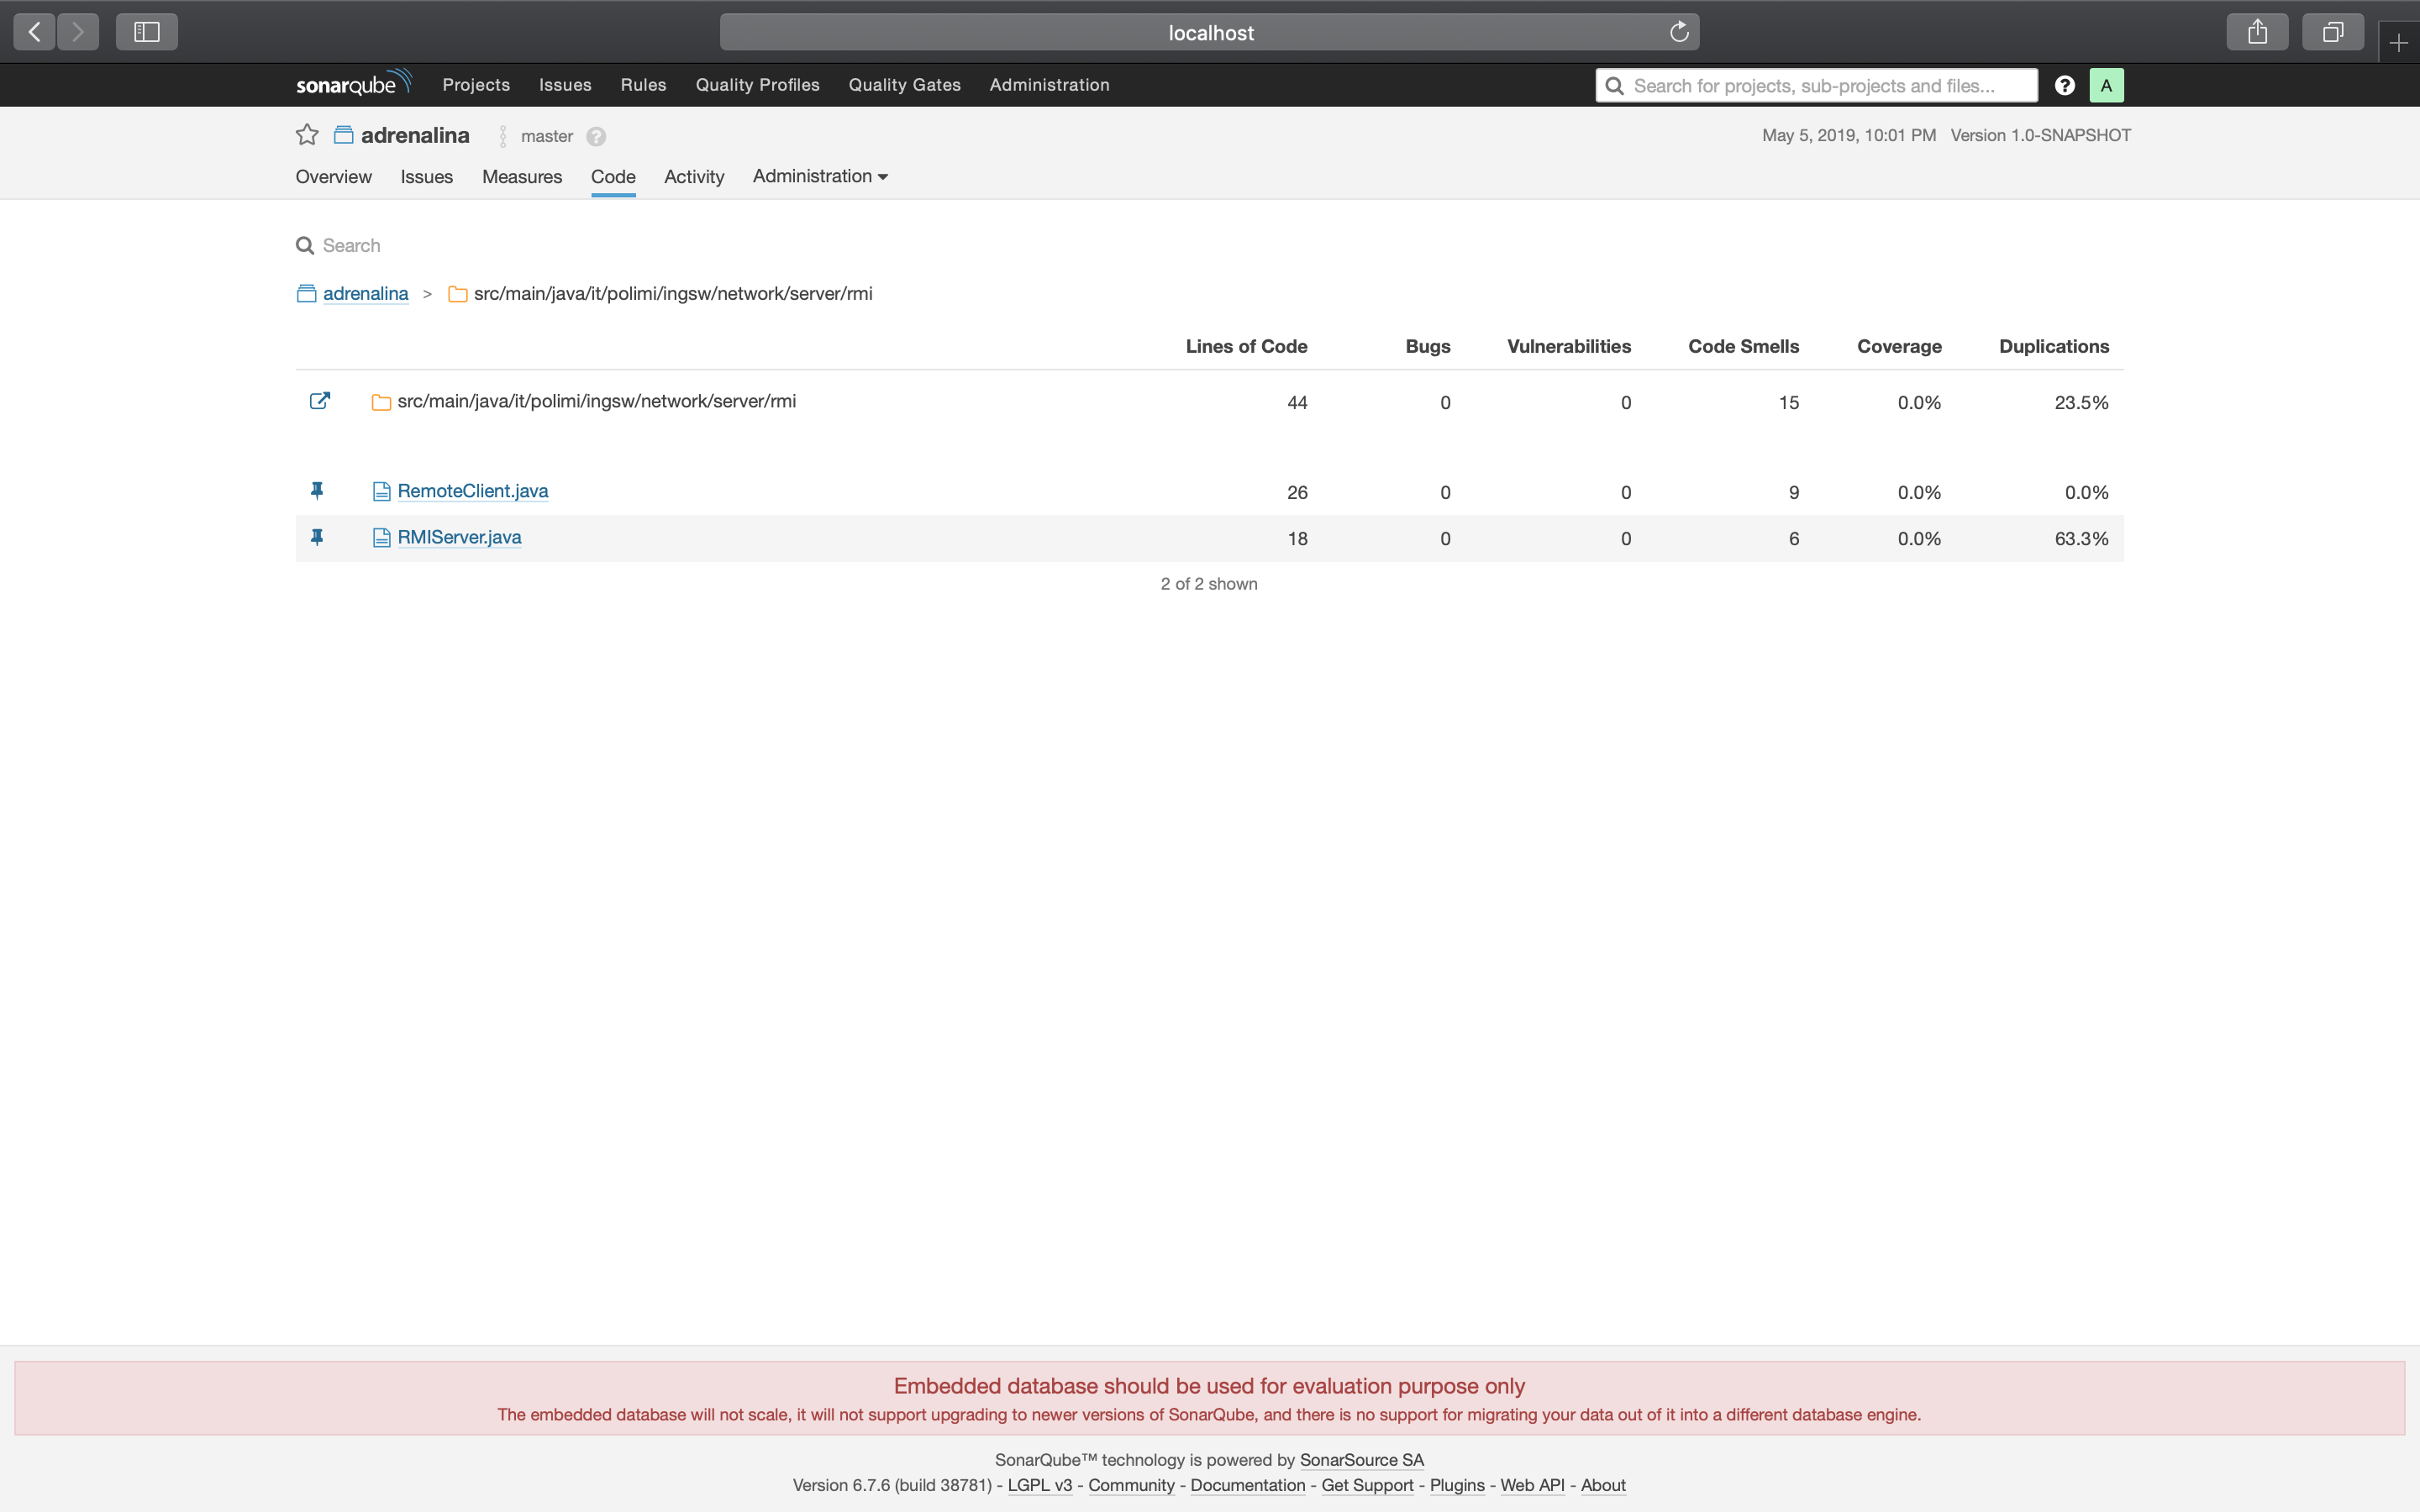 localhost
sonarqube Projects Issues Rules Quality Profiles Quality Gates Administration Search for projects, sub-projects and files... ? A
adrenalina master ? May 5, 2019, 10:01 PM Version 1.0-SNAPSHOT
Overview Issues Measures Code Activity Administration
Search
adrenalina > src/main/java/it/polimi/ingsw/network/server/rmi
Lines of Code Bugs Vulnerabilities Code Smells Coverage Duplications
src/main/java/it/polimi/ingsw/network/server/rmi 44 0 0 15 0.0% 23.5%
RemoteClient.java 26 0 0 9 0.0% 0.0%
RMIServer.java 18 0 0 6 0.0% 63.3%
2 of 2 shown
Embedded database should be used for evaluation purpose only
The embedded database will not scale, it will not support upgrading to newer versions of SonarQube, and there is no support for migrating your data out of it into a different database engine.
SonarQube™ technology is powered by SonarSource SA
Version 6.7.6 (build 38781) - LGPL v3 - Community - Documentation - Get Support - Plugins - Web API - About